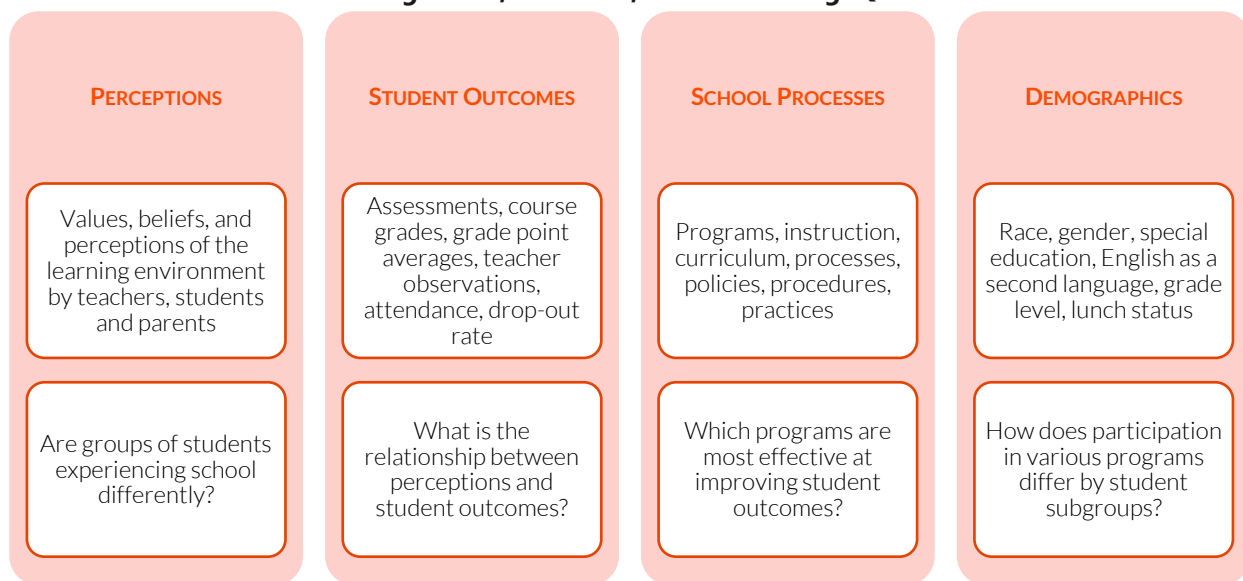 PERCEPTIONS
Values, beliefs, and
perceptions of the
learning environment
by teachers, students
and parents
Are groups of students
experiencing school
differently?
STUDENT OUTCOMES
Assessments, course
grades, grade point
averages, teacher
observations,
attendance, drop-out
rate
What is the
relationship between
perceptions and
student outcomes?
SCHOOL PROCESSES
Programs, instruction,
curriculum, processes,
policies, procedures,
practices
Which programs are
most effective at
improving student
outcomes?
DEMOGRAPHICS
Race, gender, special
education, English as a
second language, grade
level, lunch status
How does participation
in various programs
differ by student
subgroups?